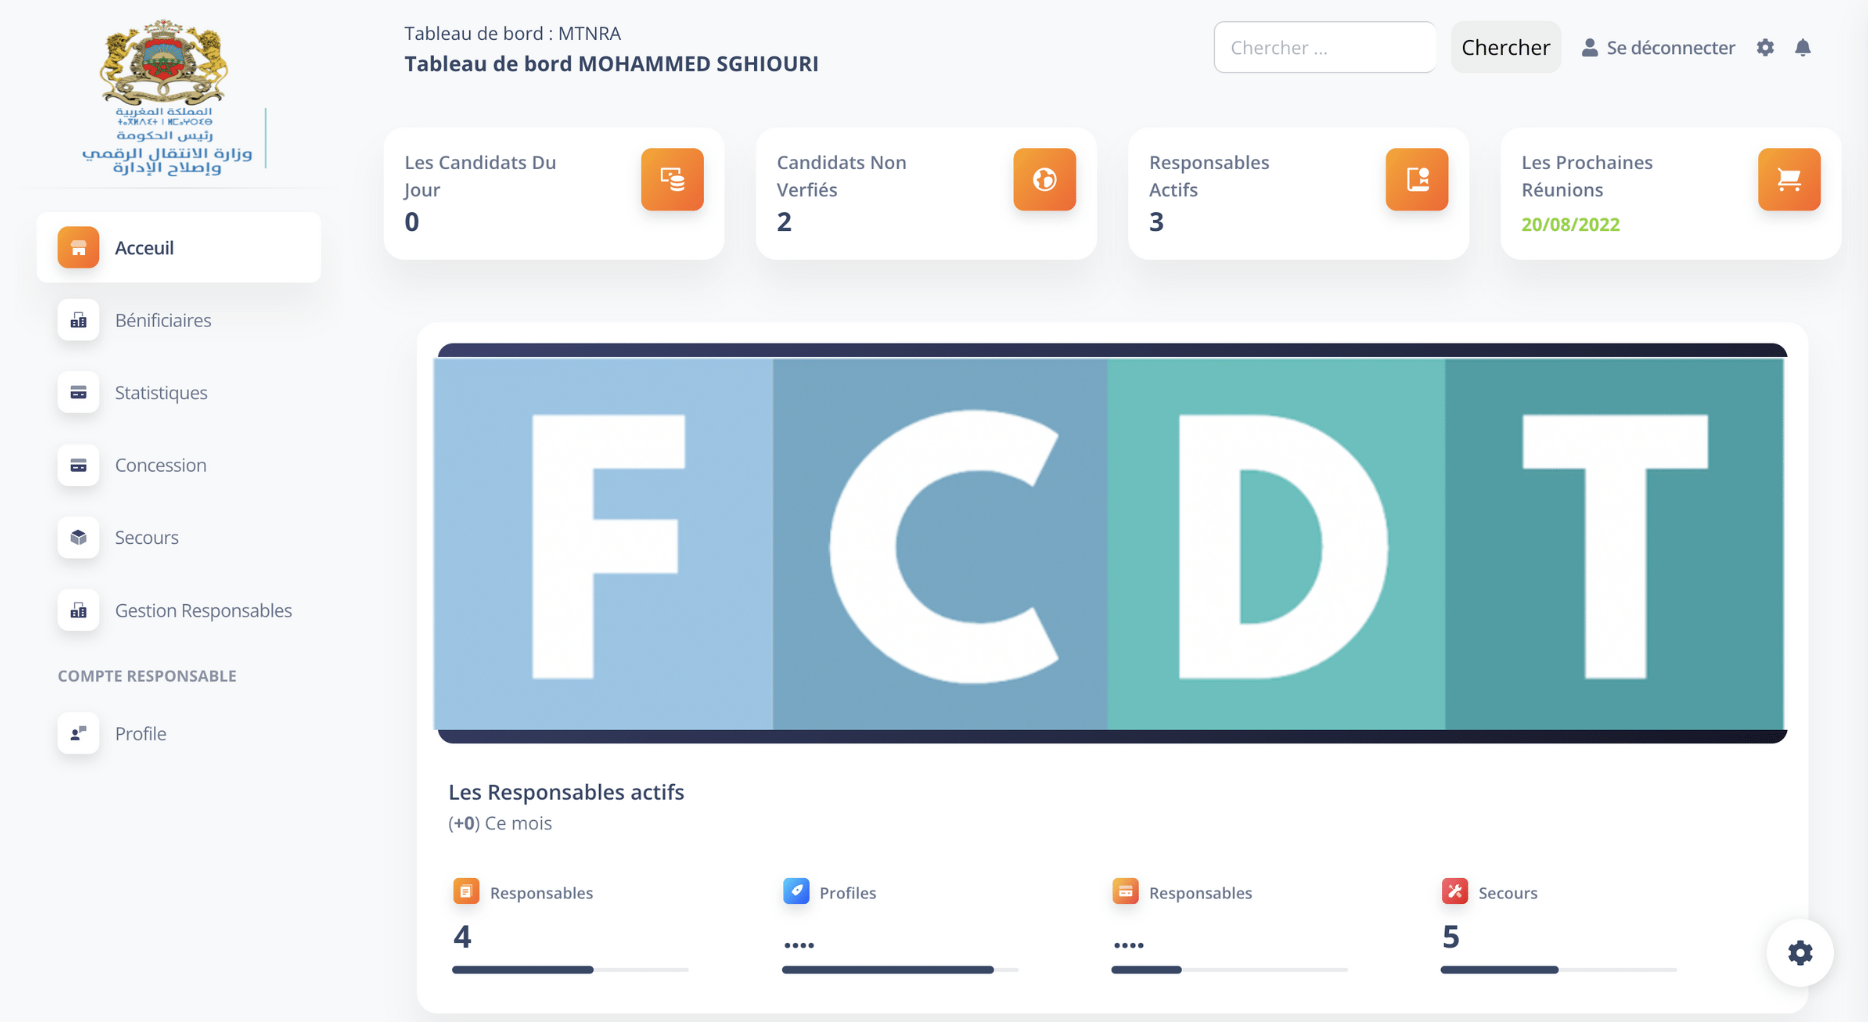 المملكة المغربية
ⵜⴰⴳⵍⴷⵉⵜ ⵏ ⵍⵎⵖⵔⵉⴱ
رئيس الحكومة
وزارة الانتقال الرقمي
وإصلاح الإدارة
Tableau de bord : MTNRA
Tableau de bord MOHAMMED SGHIOURI
Chercher ...
Chercher
Se déconnecter
Les Candidats Du
Jour
0
Candidats Non
Verfiés
2
Responsables
Actifs
3
Les Prochaines
Réunions
20/08/2022
Acceuil
Bénificiaires
Statistiques
Concession
Secours
Gestion Responsables
COMPTE RESPONSABLE
Profile
FCDT
Les Responsables actifs
(+0) Ce mois
Responsables
4
Profiles
....
Responsables
....
Secours
5